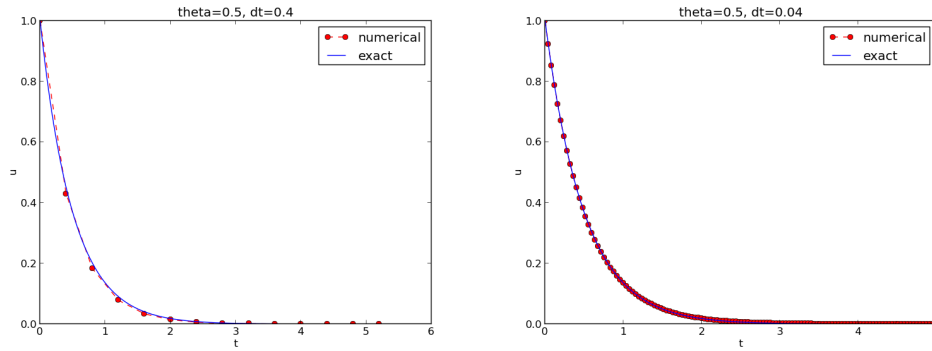 theta=0.5, dt=0.4
1.0
0.8
0.6
0.4
0.2
0.0
u
0 1 2 3 4 5 6
t
numerical
exact
theta=0.5, dt=0.04
1.0
0.8
0.6
0.4
0.2
0.0
u
0 1 2 3 4
t
numerical
exact